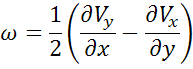 ω = 1/2 (∂V_y/∂x − ∂V_x/∂y)